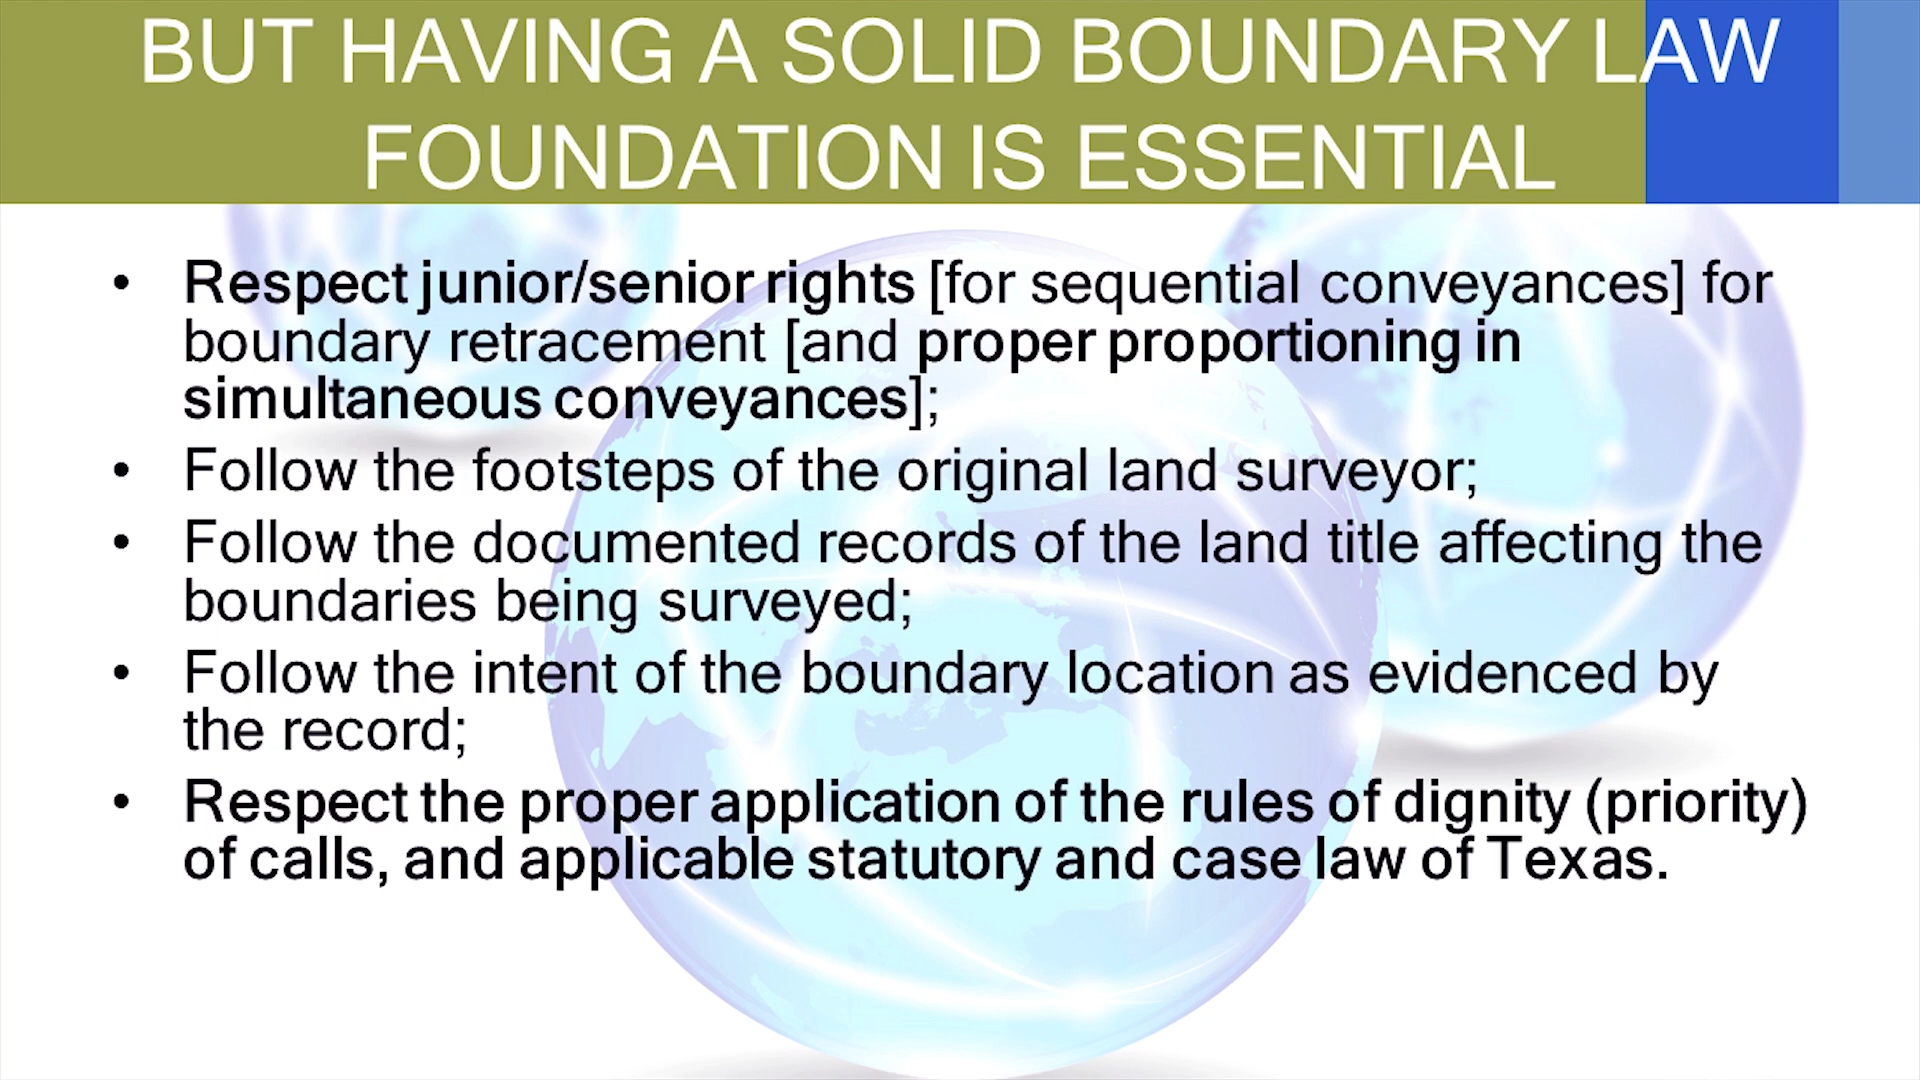 BUT HAVING A SOLID BOUNDARY LAW
FOUNDATION IS ESSENTIAL
• Respect junior/senior rights [for sequential conveyances] for
boundary retracement [and proper proportioning in
simultaneous conveyances];
• Follow the footsteps of the original land surveyor;
• Follow the documented records of the land title affecting the
boundaries being surveyed;
• Follow the intent of the boundary location as evidenced by
the record;
• Respect the proper application of the rules of dignity (priority)
of calls, and applicable statutory and case law of Texas.